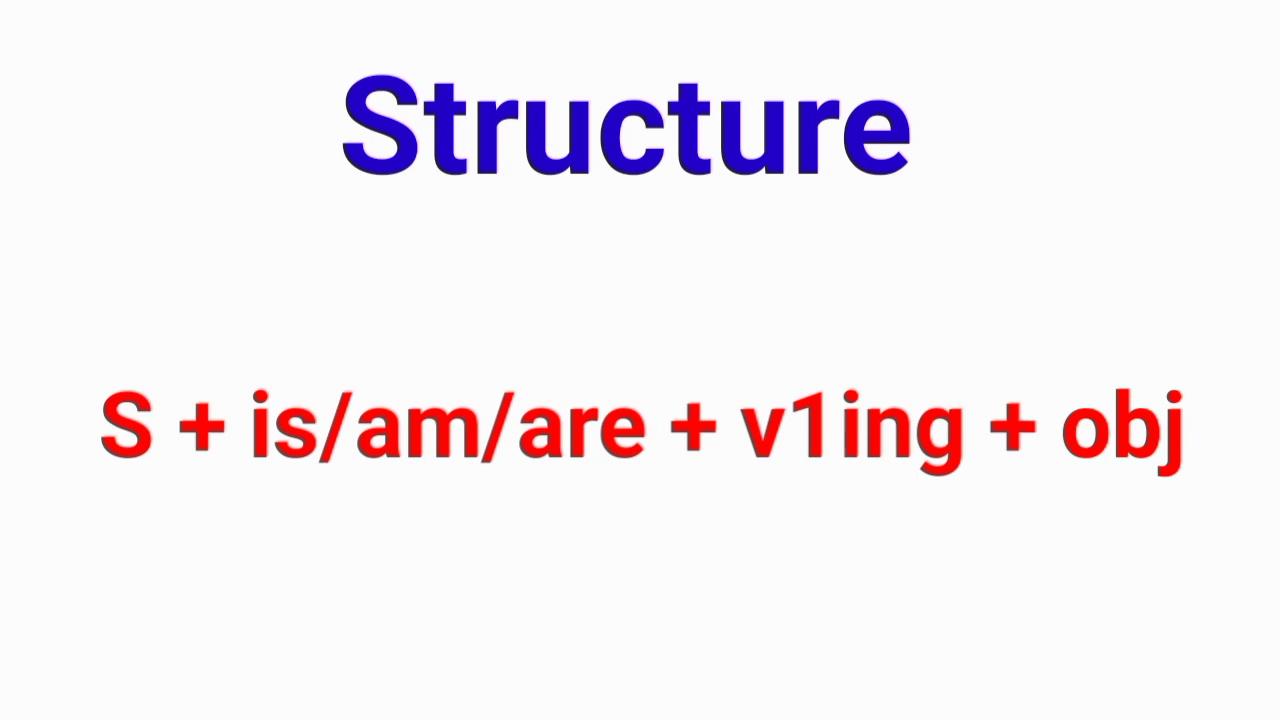 Structure
S + is/am/are + v1ing + obj